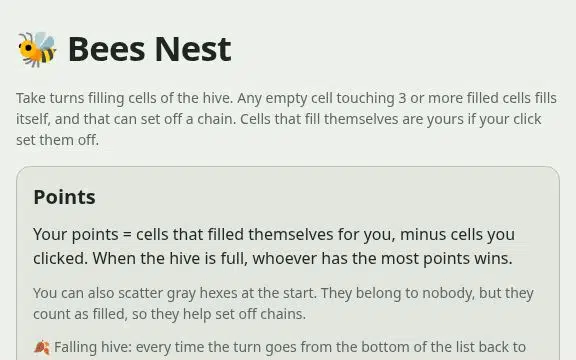 🐝 Bees Nest
Take turns filling cells of the hive. Any empty cell touching 3 or more filled cells fills
itself, and that can set off a chain. Cells that fill themselves are yours if your click
set them off.
Points
Your points = cells that filled themselves for you, minus cells you
clicked. When the hive is full, whoever has the most points wins.
You can also scatter gray hexes at the start. They belong to nobody, but they
count as filled, so they help set off chains.
🍂 Falling hive: every time the turn goes from the bottom of the list back to